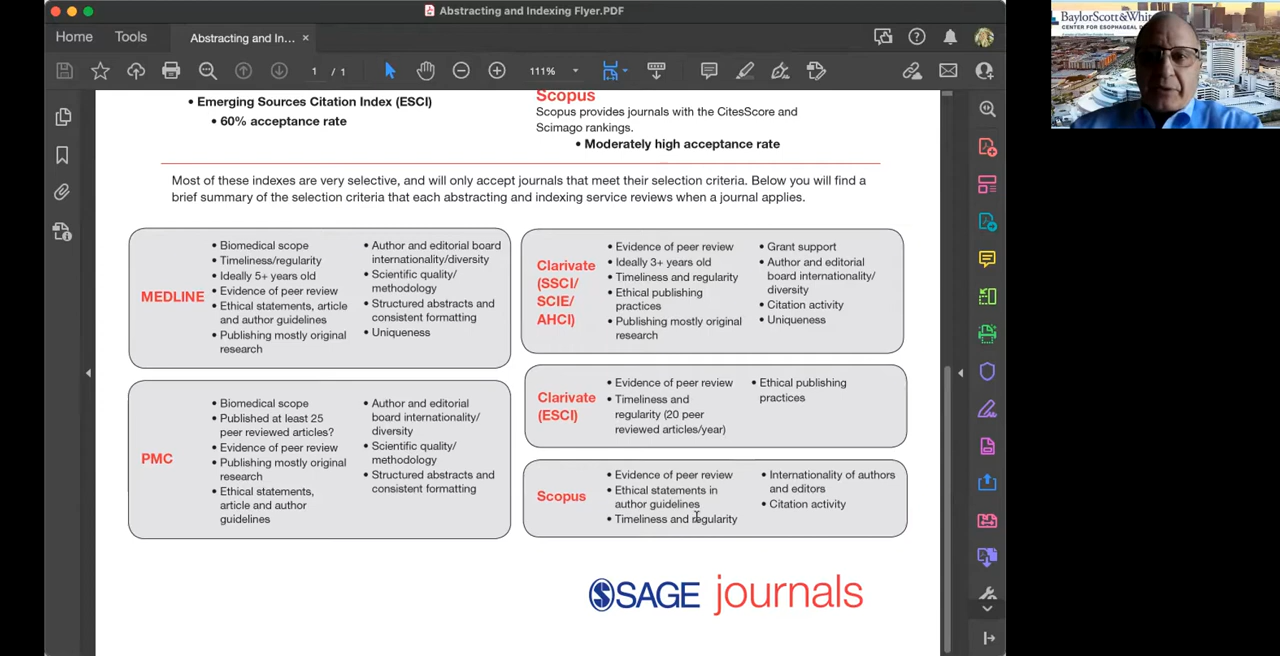 Abstracting and Indexing Flyer.PDF
Home
Tools
Abstracting and In...
×
1 / 1
111%
• Emerging Sources Citation Index (ESCI)
• 60% acceptance rate
Scopus
Scopus provides journals with the CitesScore and
Scimago rankings.
• Moderately high acceptance rate
Most of these indexes are very selective, and will only accept journals that meet their selection criteria. Below you will find a
brief summary of the selection criteria that each abstracting and indexing service reviews when a journal applies.
MEDLINE
• Biomedical scope
• Timeliness/regularity
• Ideally 5+ years old
• Evidence of peer review
• Ethical statements, article
and author guidelines
• Publishing mostly original
research
• Author and editorial board
internationality/diversity
• Scientific quality/
methodology
• Structured abstracts and
consistent formatting
• Uniqueness
Clarivate
(SSCI/
SCIE/
AHCI)
• Evidence of peer review
• Ideally 3+ years old
• Timeliness and regularity
• Ethical publishing
practices
• Publishing mostly original
research
• Grant support
• Author and editorial
board internationality/
diversity
• Citation activity
• Uniqueness
PMC
• Biomedical scope
• Published at least 25
peer reviewed articles?
• Evidence of peer review
• Publishing mostly original
research
• Ethical statements,
article and author
guidelines
• Author and editorial
board internationality/
diversity
• Scientific quality/
methodology
• Structured abstracts and
consistent formatting
Clarivate
(ESCI)
• Evidence of peer review
• Timeliness and
regularity (20 peer
reviewed articles/year)
• Ethical publishing
practices
Scopus
• Evidence of peer review
• Ethical statements in
author guidelines
• Timeliness and regularity
• Internationality of authors
and editors
• Citation activity
SAGE journals
BaylorScott&Whit
CENTER FOR ESOPHAGEAL